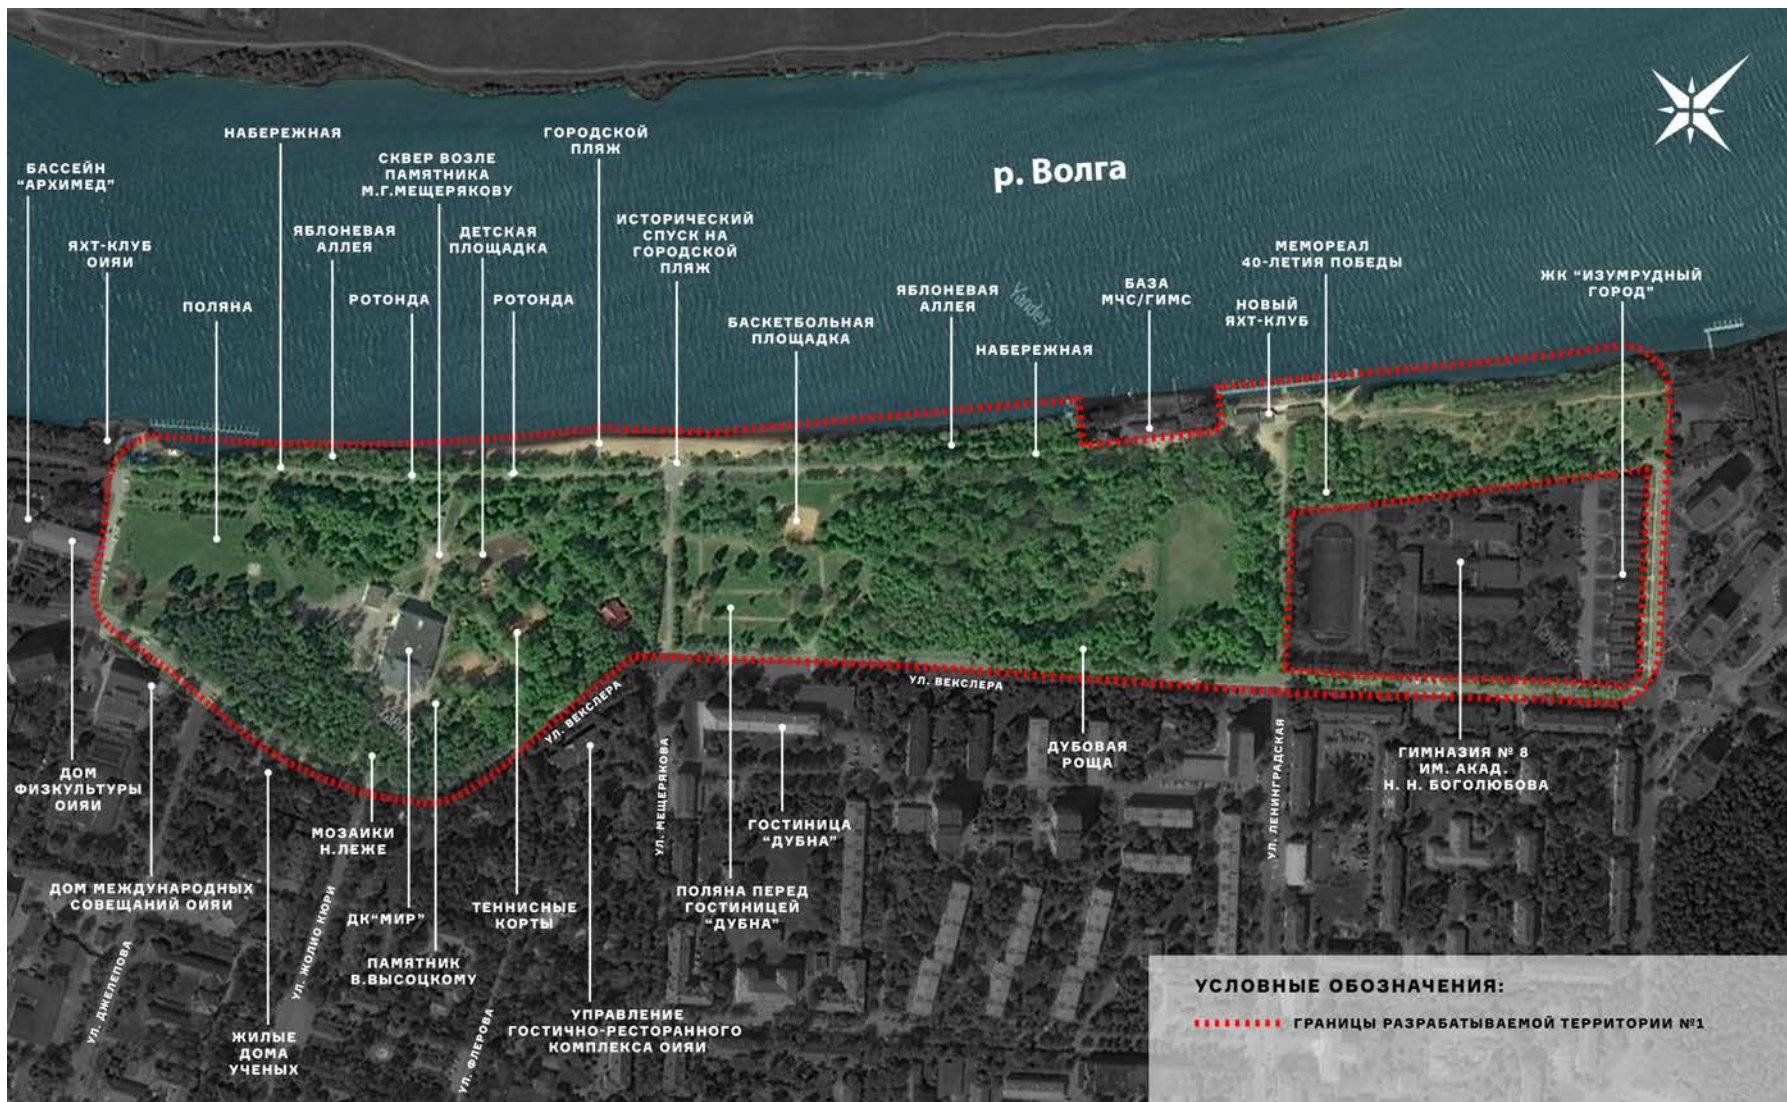 НАБЕРЕЖНАЯ
ГОРОДСКОЙ
ПЛЯЖ
БАССЕЙН
“АРХИМЕД”
СКВЕР ВОЗЛЕ
ПАМЯТНИКА
М.Г.МЕЩЕРЯКОВУ
р. Волга
ЯХТ-КЛУБ
ОИЯИ
ЯБЛОНЕВАЯ
АЛЛЕЯ
ДЕТСКАЯ
ПЛОЩАДКА
ИСТОРИЧЕСКИЙ
СПУСК НА
ГОРОДСКОЙ
ПЛЯЖ
МЕМОРЕАЛ
40-ЛЕТИЯ ПОБЕДЫ
ЖК “ИЗУМРУДНЫЙ
ГОРОД”
ПОЛЯНА
РОТОНДА
РОТОНДА
БАСКЕТБОЛЬНАЯ
ПЛОЩАДКА
ЯБЛОНЕВАЯ
АЛЛЕЯ
Yandex
НАБЕРЕЖНАЯ
БАЗА
МЧС/ГИМС
НОВЫЙ
ЯХТ-КЛУБ
УЛ. ВЕКСЛЕРА
УЛ. ВЕКСЛЕРА
УЛ. МЕЩЕРЯКОВА
УЛ. ЛЕНИНГРАДСКАЯ
ДОМ
ФИЗКУЛЬТУРЫ
ОИЯИ
МОЗАИКИ
Н.ЛЕЖЕ
ГОСТИНИЦА
“ДУБНА”
ДУБОВАЯ
РОЩА
ГИМНАЗИЯ № 8
ИМ. АКАД.
Н. Н. БОГОЛЮБОВА
ДОМ МЕЖДУНАРОДНЫХ
СОВЕЩАНИЙ ОИЯИ
ДК“МИР”
ТЕННИСНЫЕ
КОРТЫ
ПОЛЯНА ПЕРЕД
ГОСТИНИЦЕЙ
“ДУБНА”
УЛ. ДЖЕЛЕПОВА
УЛ. ЖОЛИО КЮРИ
ПАМЯТНИК
В.ВЫСОЦКОМУ
УЛ. ФЛЕРОВА
ЖИЛЫЕ
ДОМА
УЧЕНЫХ
УПРАВЛЕНИЕ
ГОСТИЧНО-РЕСТОРАННОГО
КОМПЛЕКСА ОИЯИ
УСЛОВНЫЕ ОБОЗНАЧЕНИЯ:
ГРАНИЦЫ РАЗРАБАТЫВАЕМОЙ ТЕРРИТОРИИ №1